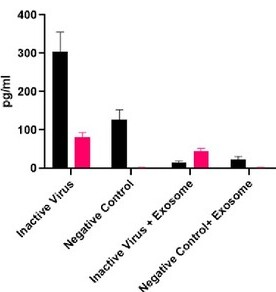 400
300
200
100
0
pg/ml
Inactive Virus
Negative Control
Inactive Virus + Exosome
Negative Control+ Exosome